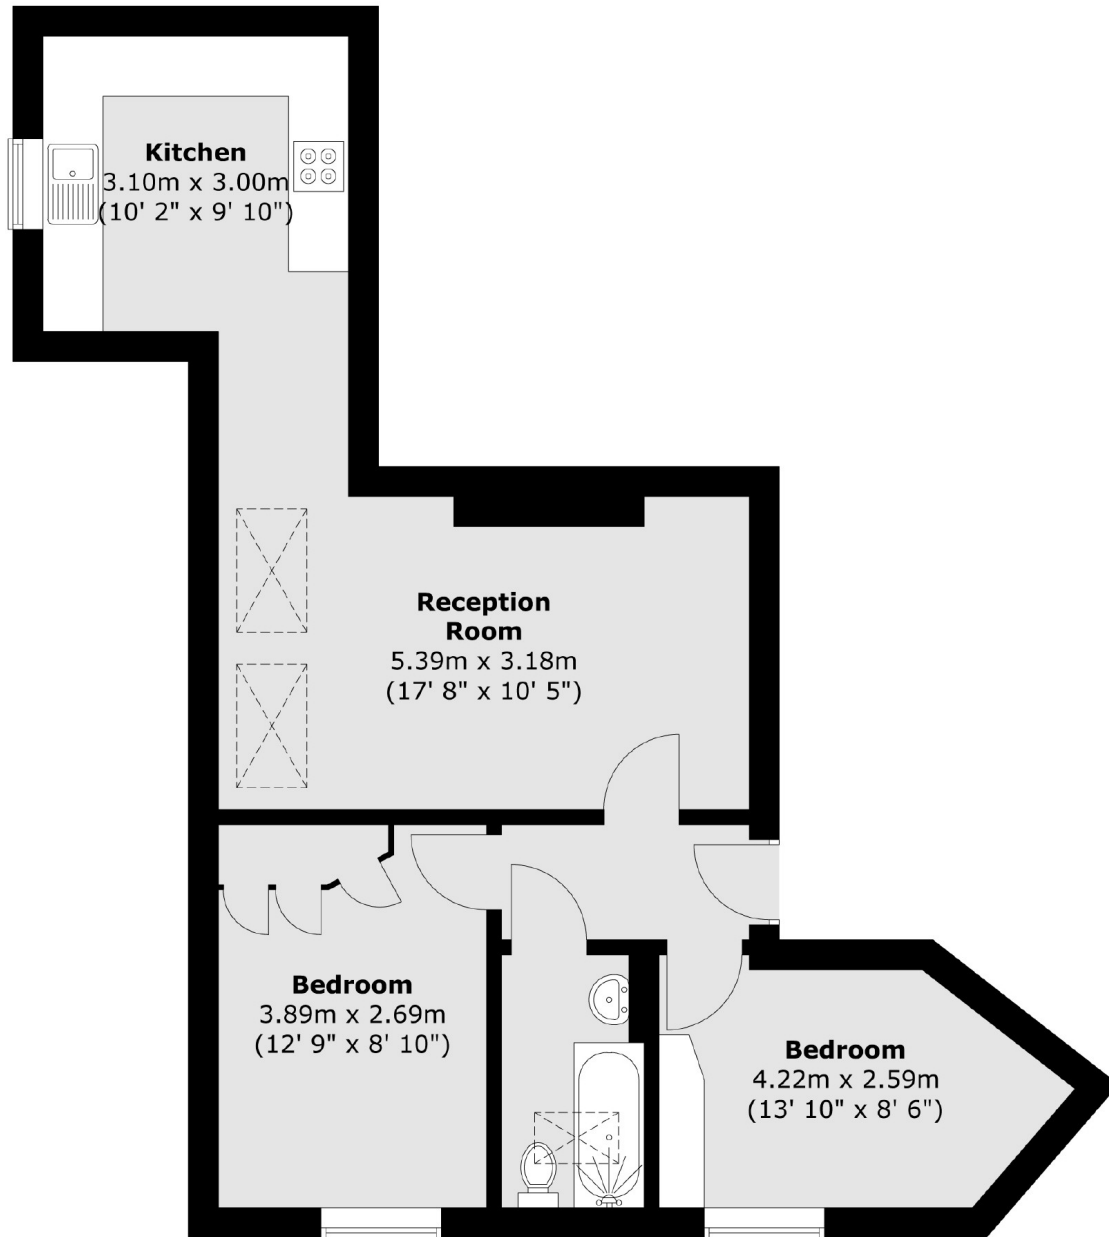 Kitchen
3.10m x 3.00m
(10' 2" x 9' 10")
Reception
Room
5.39m x 3.18m
(17' 8" x 10' 5")
Bedroom
3.89m x 2.69m
(12' 9" x 8' 10")
Bedroom
4.22m x 2.59m
(13' 10" x 8' 6")